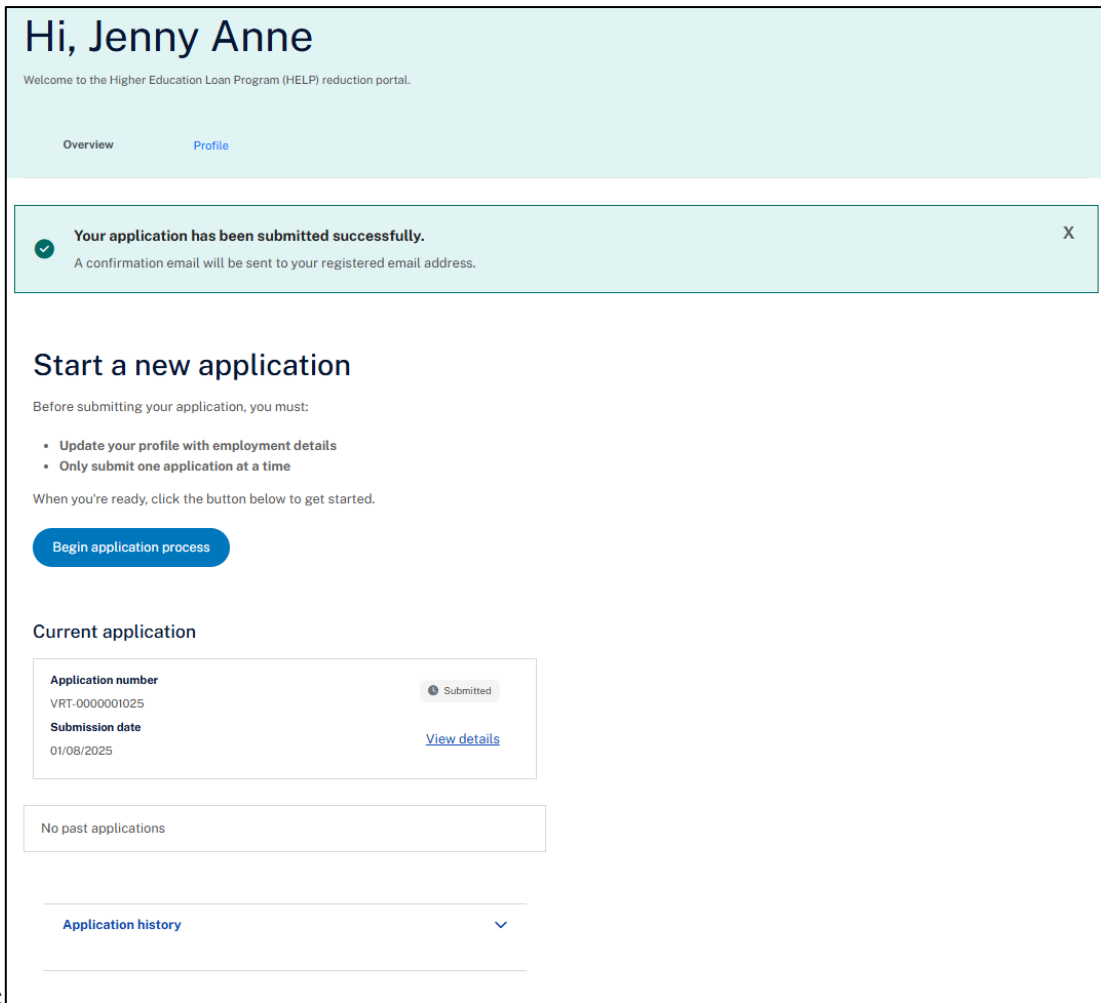 Hi, Jenny Anne
Welcome to the Higher Education Loan Program (HELP) reduction portal.
Overview Profile
Your application has been submitted successfully. X
A confirmation email will be sent to your registered email address.
Start a new application
Before submitting your application, you must:
• Update your profile with employment details
• Only submit one application at a time
When you're ready, click the button below to get started.
Begin application process
Current application
Application number
Submitted
VRT-0000001025
Submission date
View details
01/08/2025
No past applications
Application history